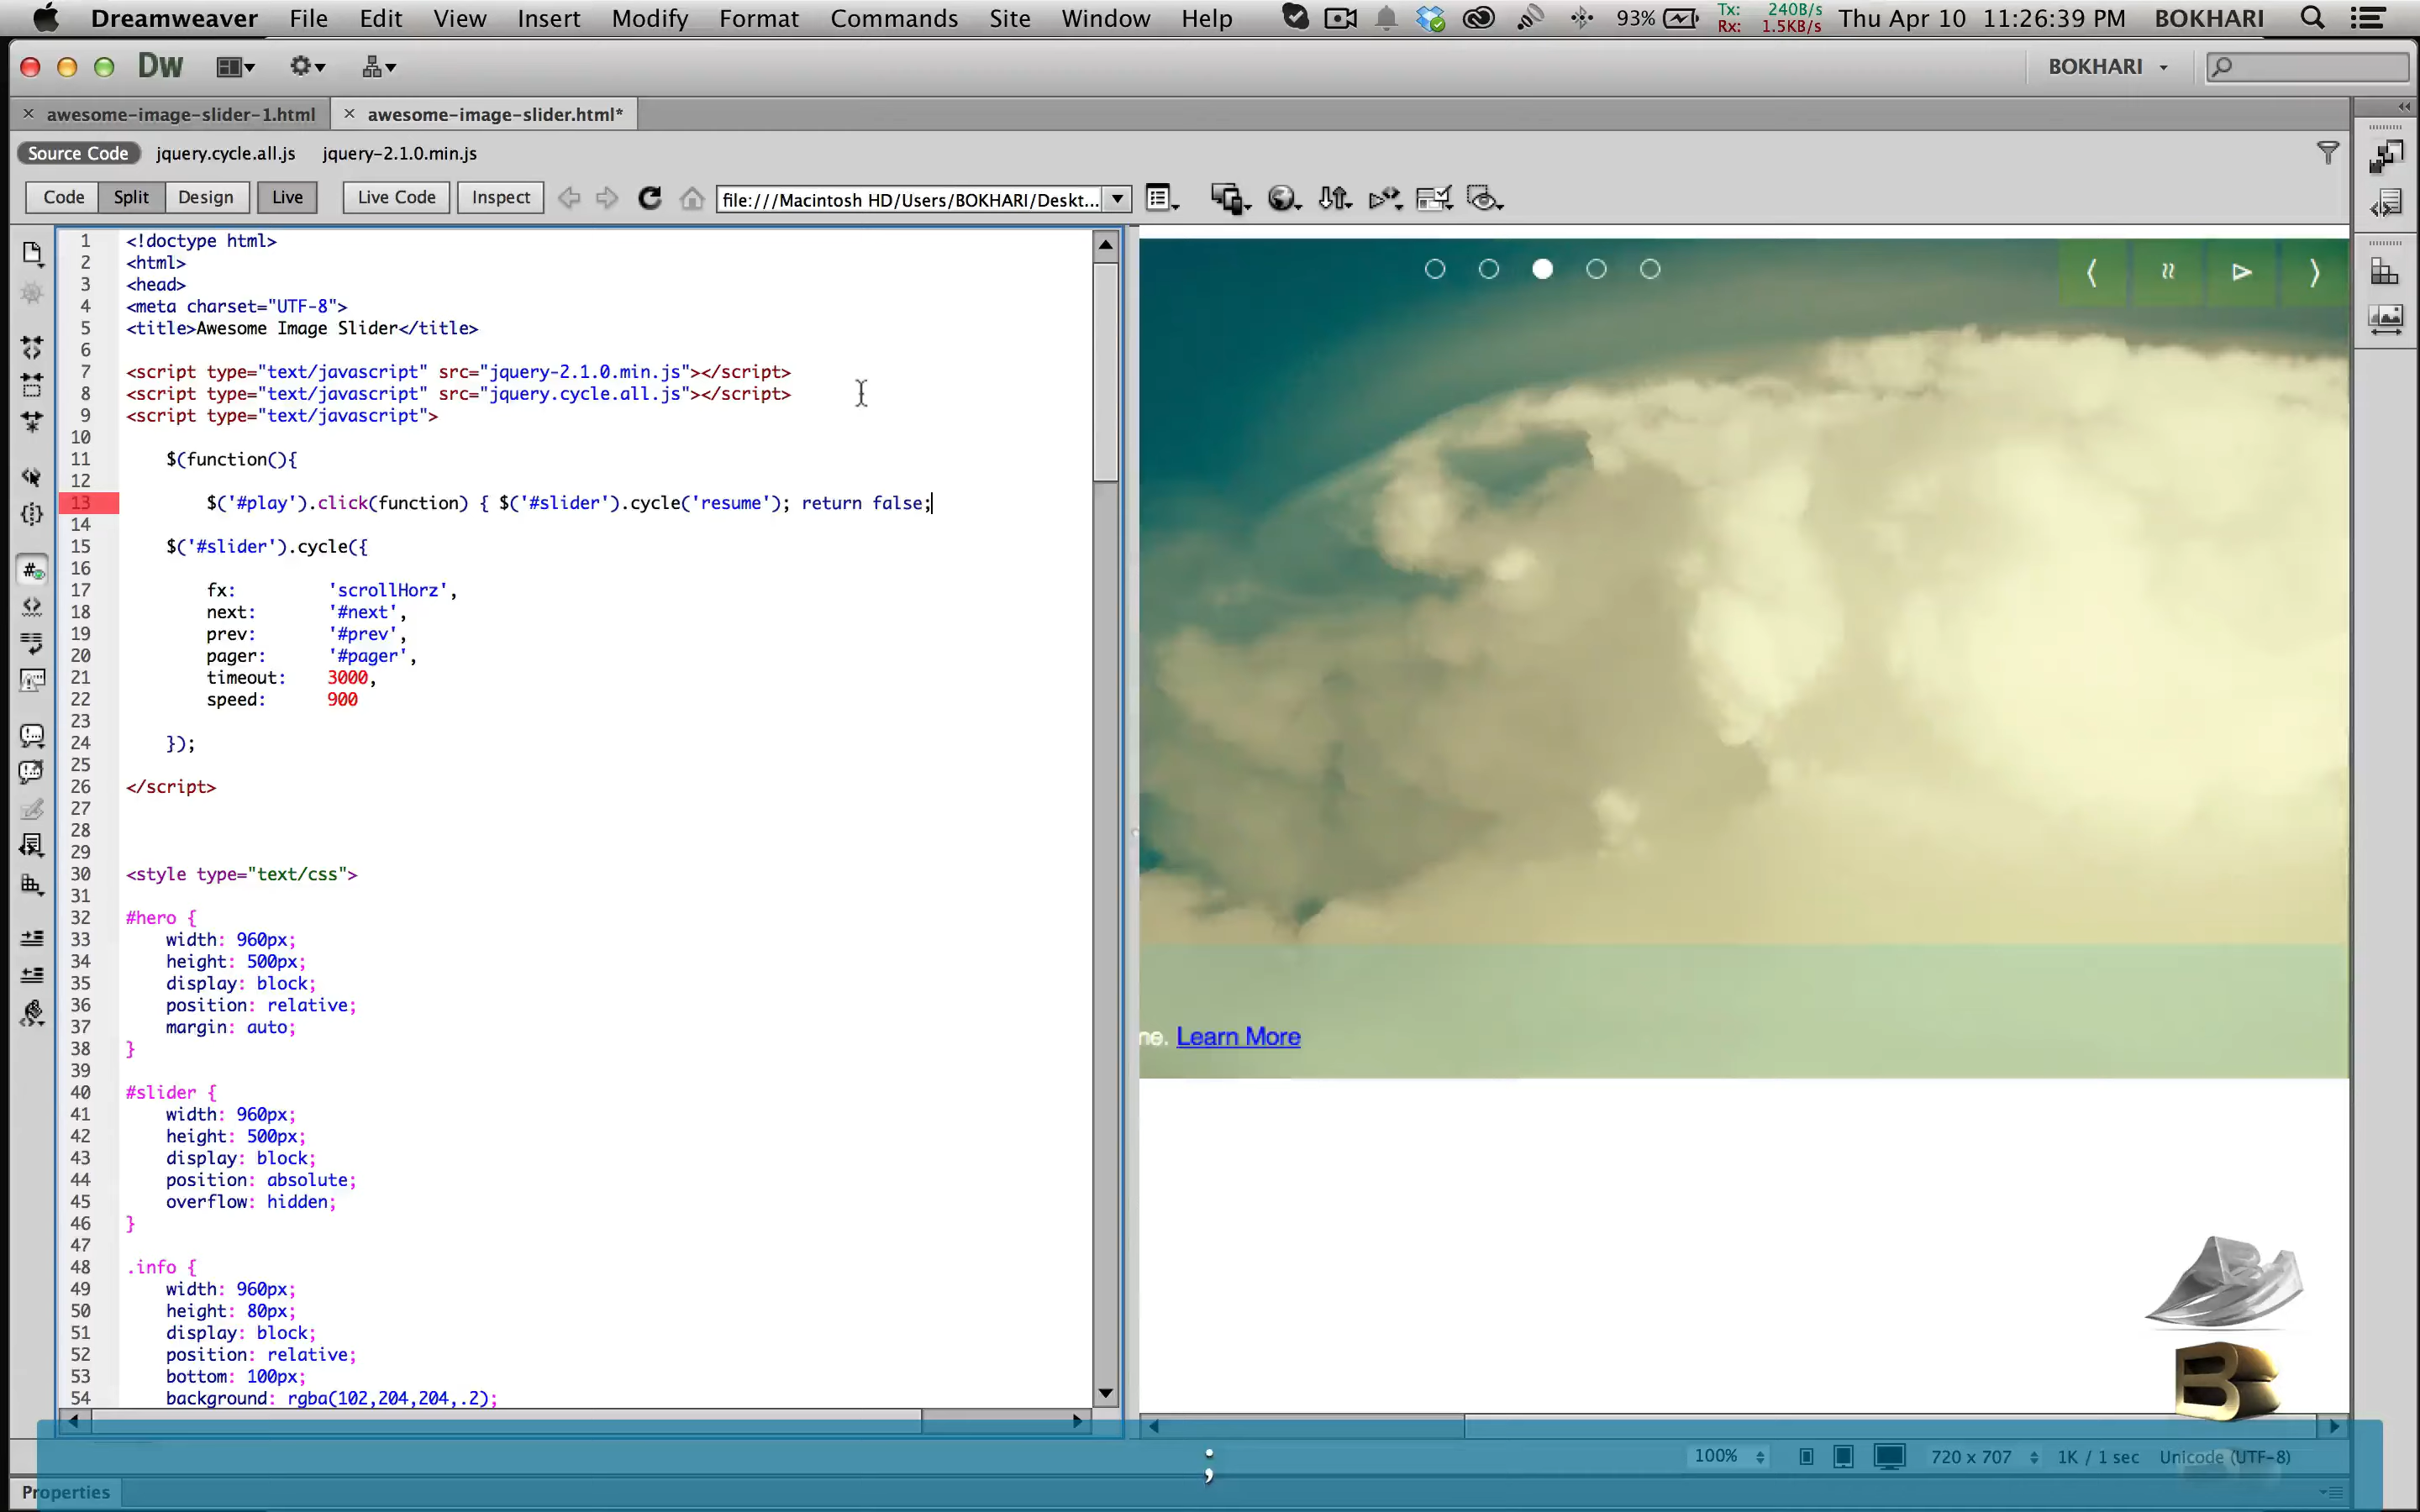 Dreamweaver File Edit View Insert Modify Format Commands Site Window Help 93% Tx: 240B/s Rx: 1.5KB/s Thu Apr 10 11:26:39 PM BOKHARI
Dw BOKHARI
awesome-image-slider-1.html awesome-image-slider.html*
Source Code jquery.cycle.all.js jquery-2.1.0.min.js
Code Split Design Live Live Code Inspect file:///Macintosh HD/Users/BOKHARI/Deskt...
1 <!doctype html>
2 <html>
3 <head>
4 <meta charset="UTF-8">
5 <title>Awesome Image Slider</title>
6
7 <script type="text/javascript" src="jquery-2.1.0.min.js"></script>
8 <script type="text/javascript" src="jquery.cycle.all.js"></script>
9 <script type="text/javascript">
10
11 $(function(){
12
13 $('#play').click(function) { $('#slider').cycle('resume'); return false;
14
15 $('#slider').cycle({
16
17 fx: 'scrollHorz',
18 next: '#next',
19 prev: '#prev',
20 pager: '#pager',
21 timeout: 3000,
22 speed: 900
23
24 });
25
26 </script>
27
28
29
30 <style type="text/css">
31
32 #hero {
33 width: 960px;
34 height: 500px;
35 display: block;
36 position: relative;
37 margin: auto;
38 }
39
40 #slider {
41 width: 960px;
42 height: 500px;
43 display: block;
44 position: absolute;
45 overflow: hidden;
46 }
47
48 .info {
49 width: 960px;
50 height: 80px;
51 display: block;
52 position: relative;
53 bottom: 100px;
54 background: rgba(102,204,204,.2);
ne. Learn More
B
;
100% 720 x 707 1K / 1 sec Unicode (UTF-8)
Properties